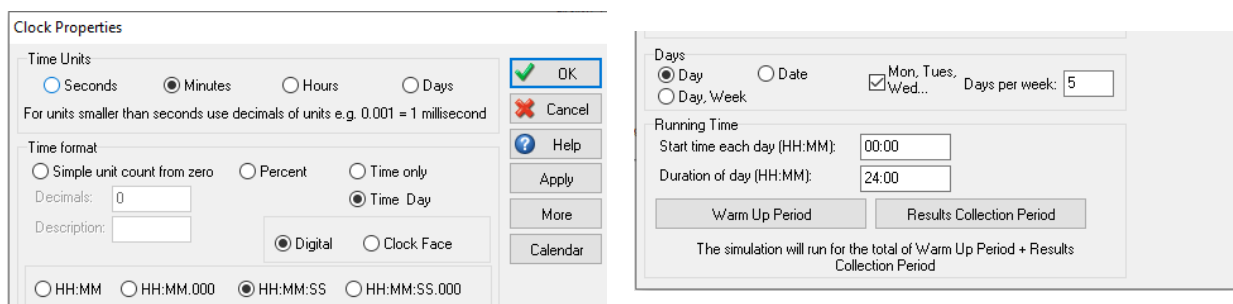 Clock Properties
Time Units
Seconds Minutes Hours Days
For units smaller than seconds use decimals of units e.g. 0.001 = 1 millisecond
Time format
Simple unit count from zero Percent Time only
Decimals: 0 Time Day
Description:
Digital Clock Face
HH:MM HH:MM.000 HH:MM:SS HH:MM:SS.000
OK
Cancel
Help
Apply
More
Calendar
Days
Day Date Mon, Tues, Wed... Days per week: 5
Day, Week
Running Time
Start time each day (HH:MM): 00:00
Duration of day (HH:MM): 24:00
Warm Up Period Results Collection Period
The simulation will run for the total of Warm Up Period + Results
Collection Period